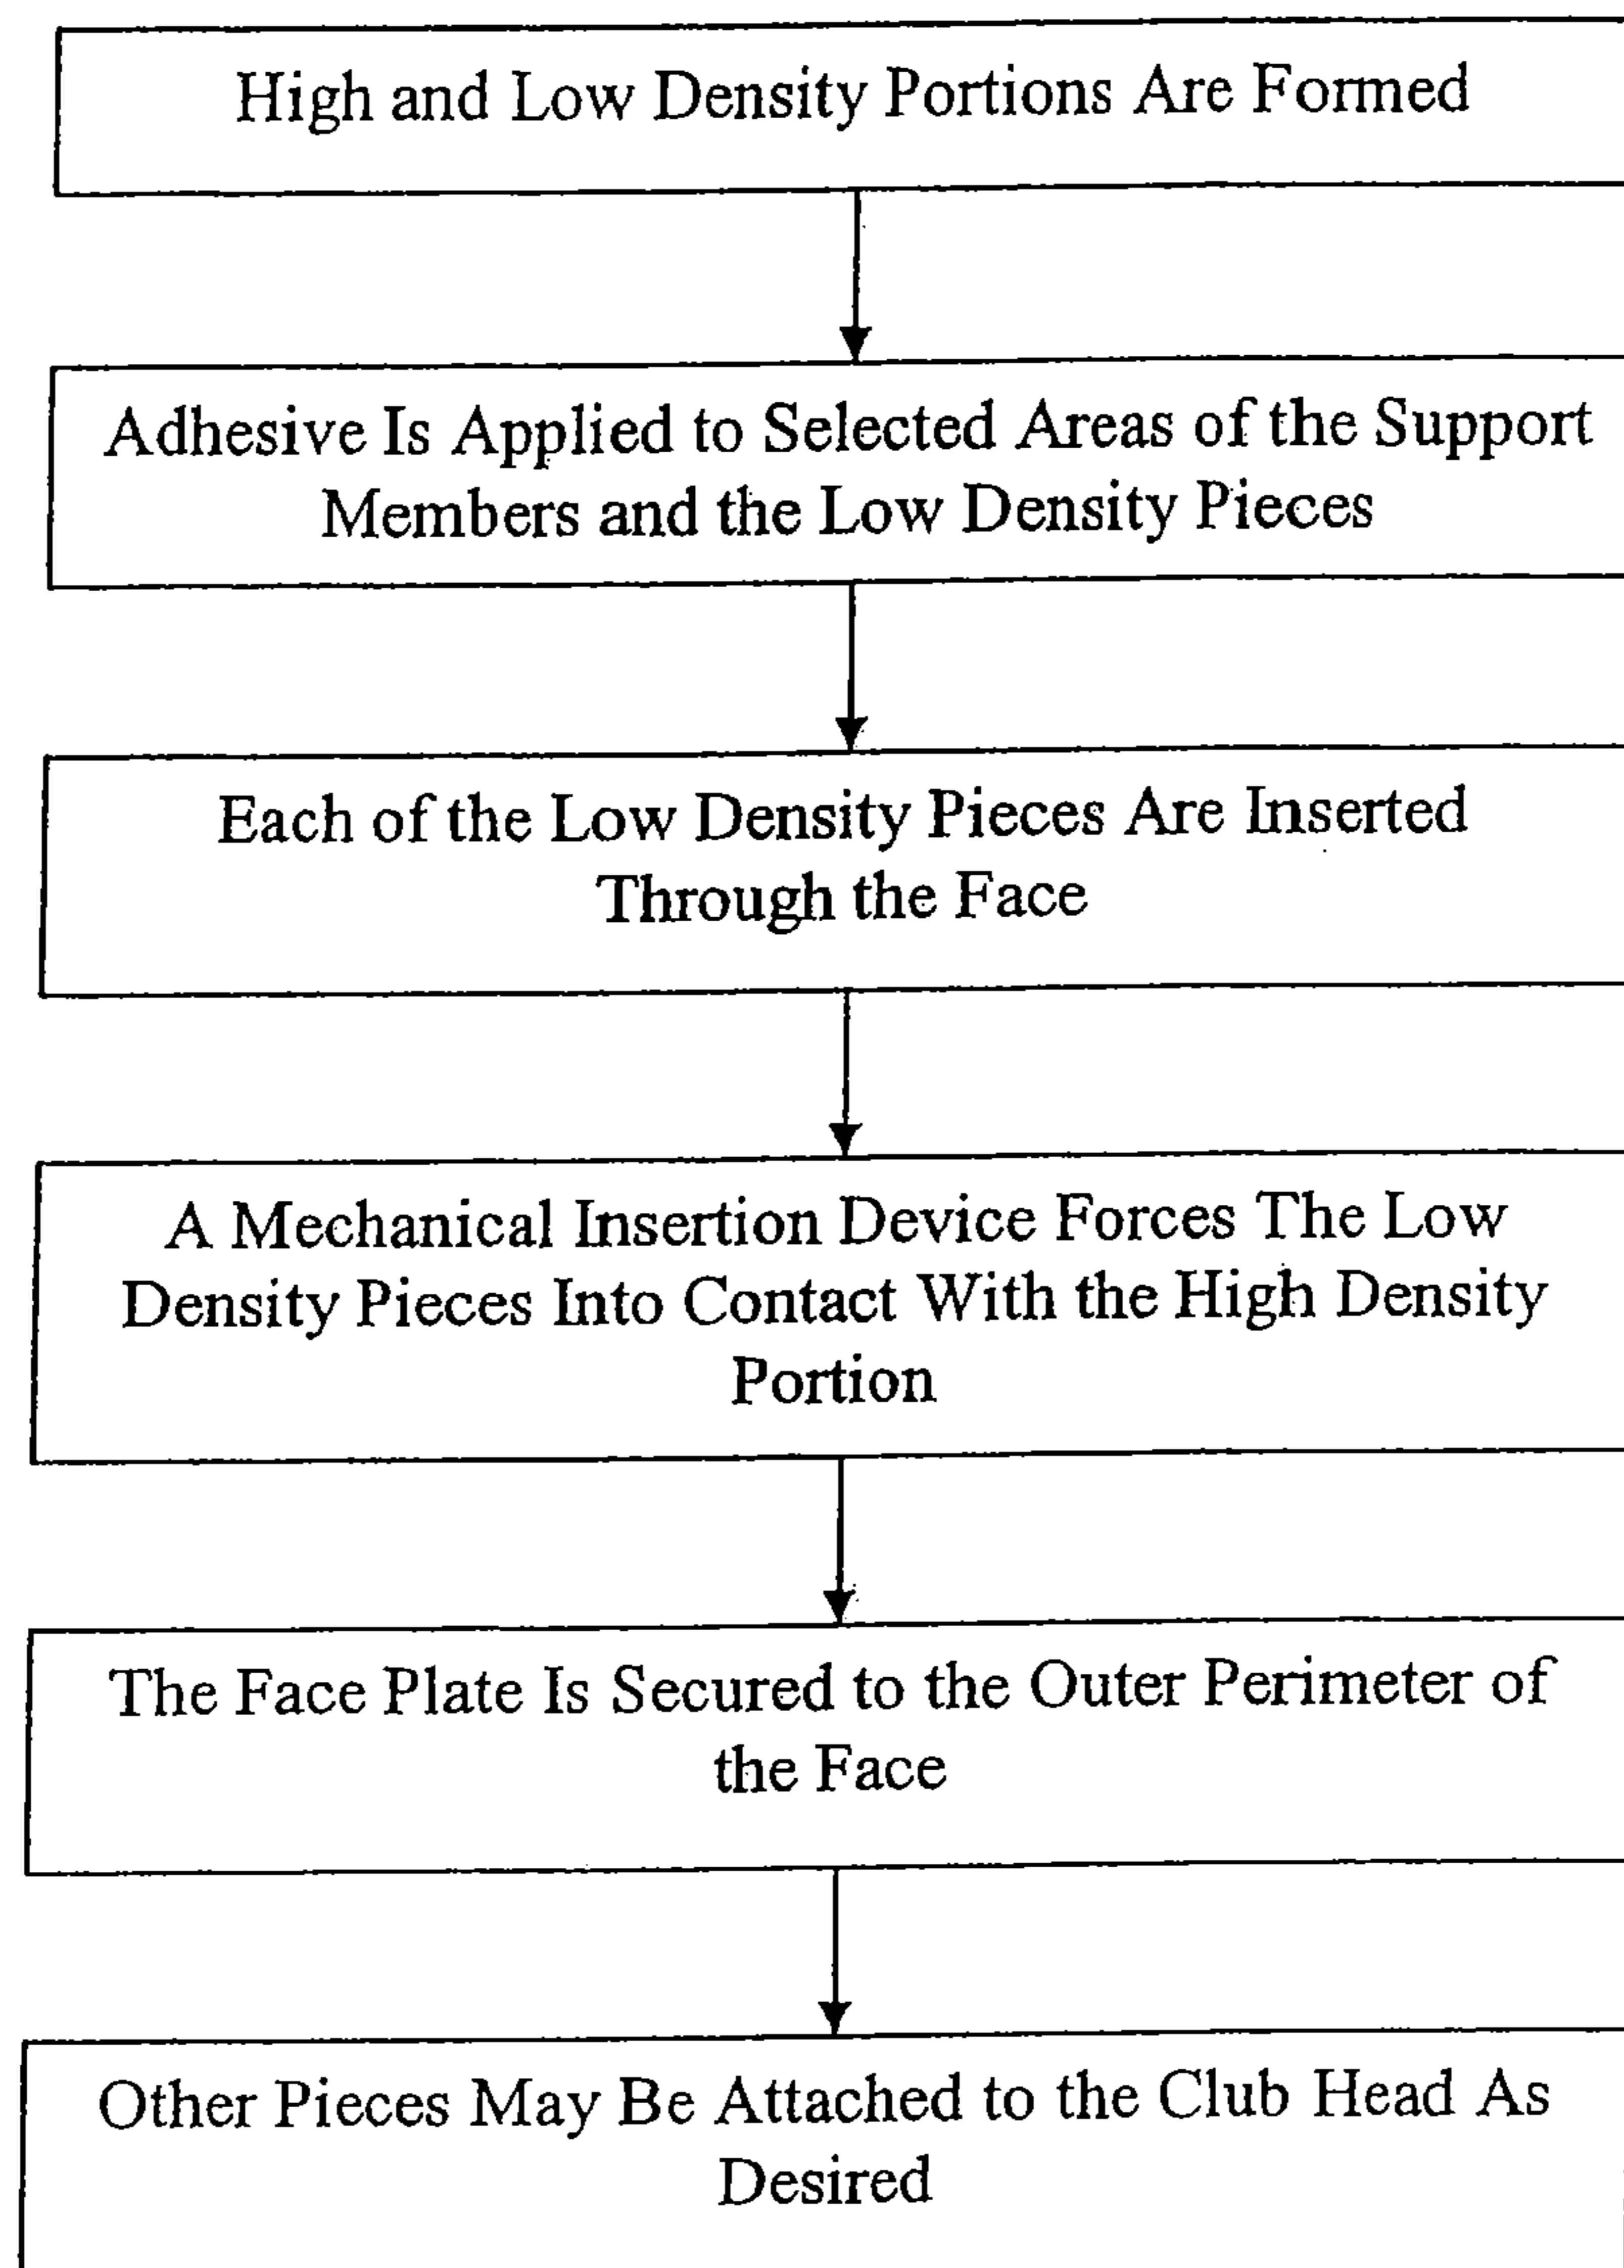 High and Low Density Portions Are Formed
Adhesive Is Applied to Selected Areas of the Support
Members and the Low Density Pieces
Each of the Low Density Pieces Are Inserted
Through the Face
A Mechanical Insertion Device Forces The Low
Density Pieces Into Contact With the High Density
Portion
The Face Plate Is Secured to the Outer Perimeter of
the Face
Other Pieces May Be Attached to the Club Head As
Desired